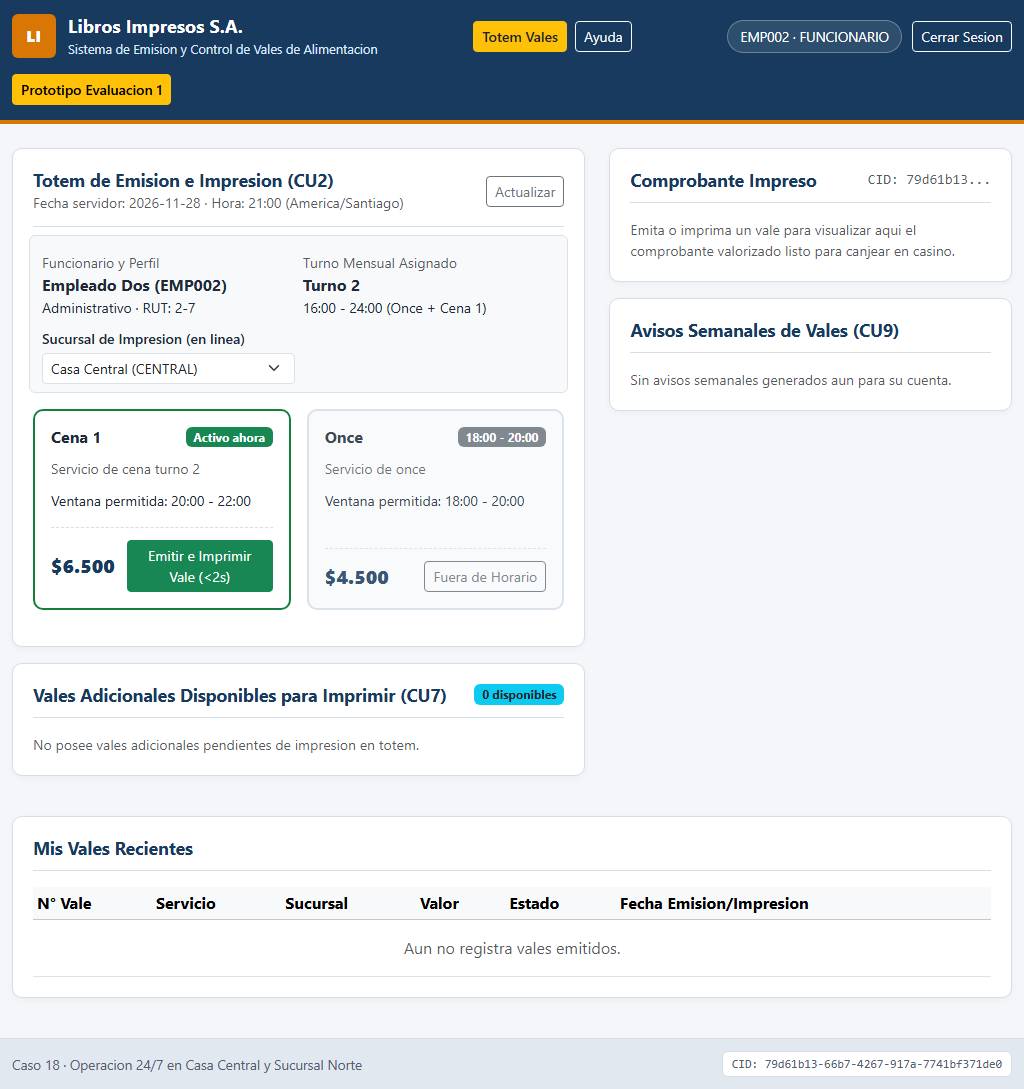 LI
Libros Impresos S.A.
Sistema de Emision y Control de Vales de Alimentacion
Totem Vales
Ayuda
EMP002 · FUNCIONARIO
Cerrar Sesion
Prototipo Evaluacion 1
Totem de Emision e Impresion (CU2)
Fecha servidor: 2026-11-28 · Hora: 21:00 (America/Santiago)
Actualizar
Funcionario y Perfil
Empleado Dos (EMP002)
Administrativo · RUT: 2-7
Turno Mensual Asignado
Turno 2
16:00 - 24:00 (Once + Cena 1)
Sucursal de Impresion (en linea)
Casa Central (CENTRAL)
Cena 1
Activo ahora
Servicio de cena turno 2
Ventana permitida: 20:00 - 22:00
$6.500
Emitir e Imprimir
Vale (<2s)
Once
18:00 - 20:00
Servicio de once
Ventana permitida: 18:00 - 20:00
$4.500
Fuera de Horario
Comprobante Impreso
CID: 79d61b13...
Emita o imprima un vale para visualizar aqui el
comprobante valorizado listo para canjear en casino.
Avisos Semanales de Vales (CU9)
Sin avisos semanales generados aun para su cuenta.
Vales Adicionales Disponibles para Imprimir (CU7)
0 disponibles
No posee vales adicionales pendientes de impresion en totem.
Mis Vales Recientes
N° Vale Servicio Sucursal Valor Estado Fecha Emision/Impresion
Aun no registra vales emitidos.
Caso 18 · Operacion 24/7 en Casa Central y Sucursal Norte
CID: 79d61b13-66b7-4267-917a-7741bf371de0